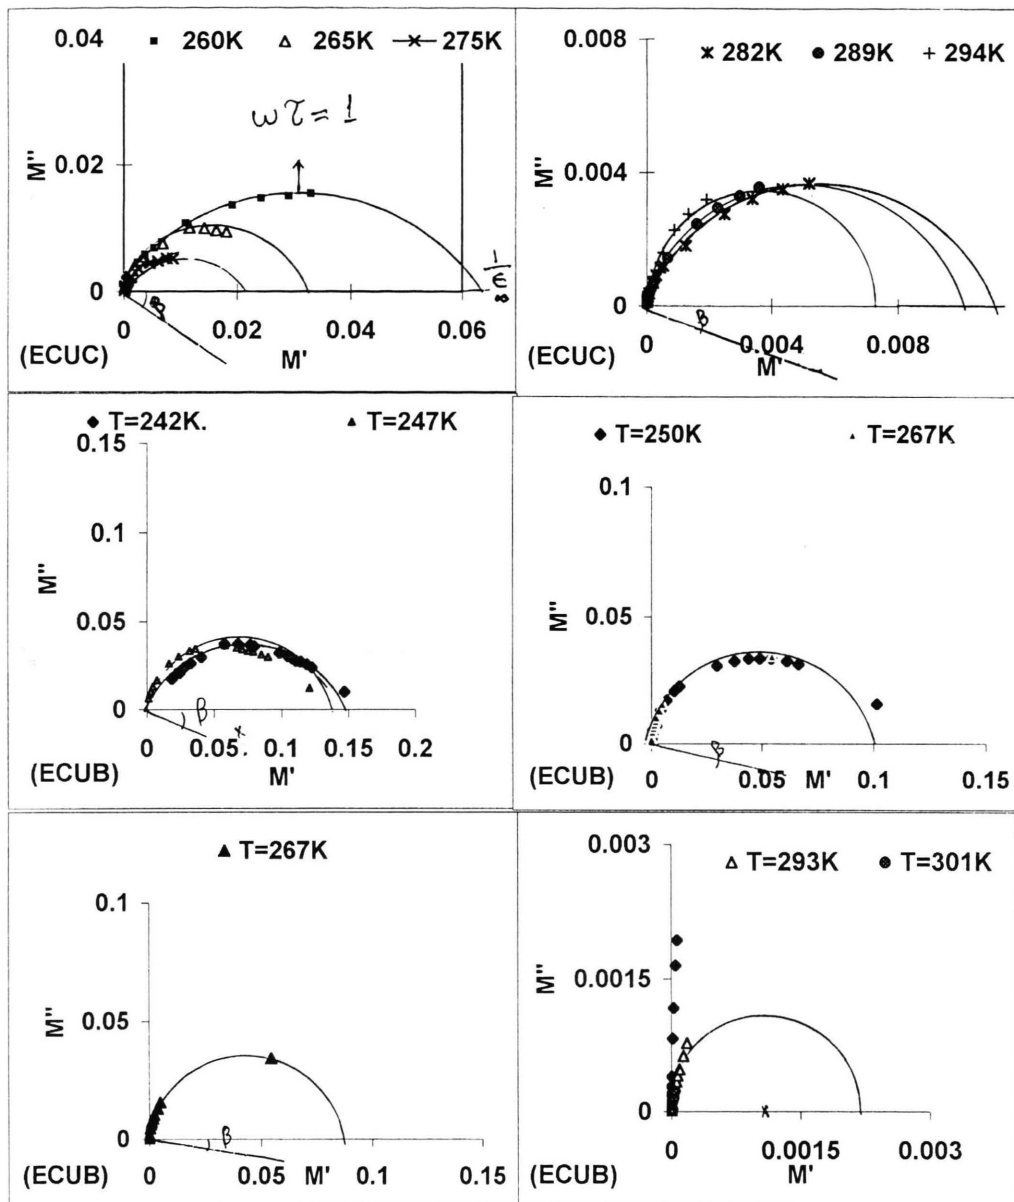 0.04 ■ 260K △ 265K ✕ 275K
ωτ=1
M"
0.02
0
β
1/ε∞
0 0.02 0.04 0.06
(ECUC) M'
0.008
✱ 282K ● 289K + 294K
M"
0.004
0
β
0 0.004 0.008
(ECUC) M'
◆ T=242K. ▲ T=247K
0.15
0.1
M"
0.05
0
β
x
0 0.05 0.1 0.15 0.2
(ECUB) M'
◆ T=250K ▲ T=267K
0.1
M"
0.05
0
β
0 0.05 M' 0.1 0.15
(ECUB)
▲ T=267K
0.1
M"
0.05
0
β
0 0.05 0.1 0.15
(ECUB) M'
0.003
△ T=293K ● T=301K
M"
0.0015
0
x
0 0.0015 0.003
(ECUB) M'